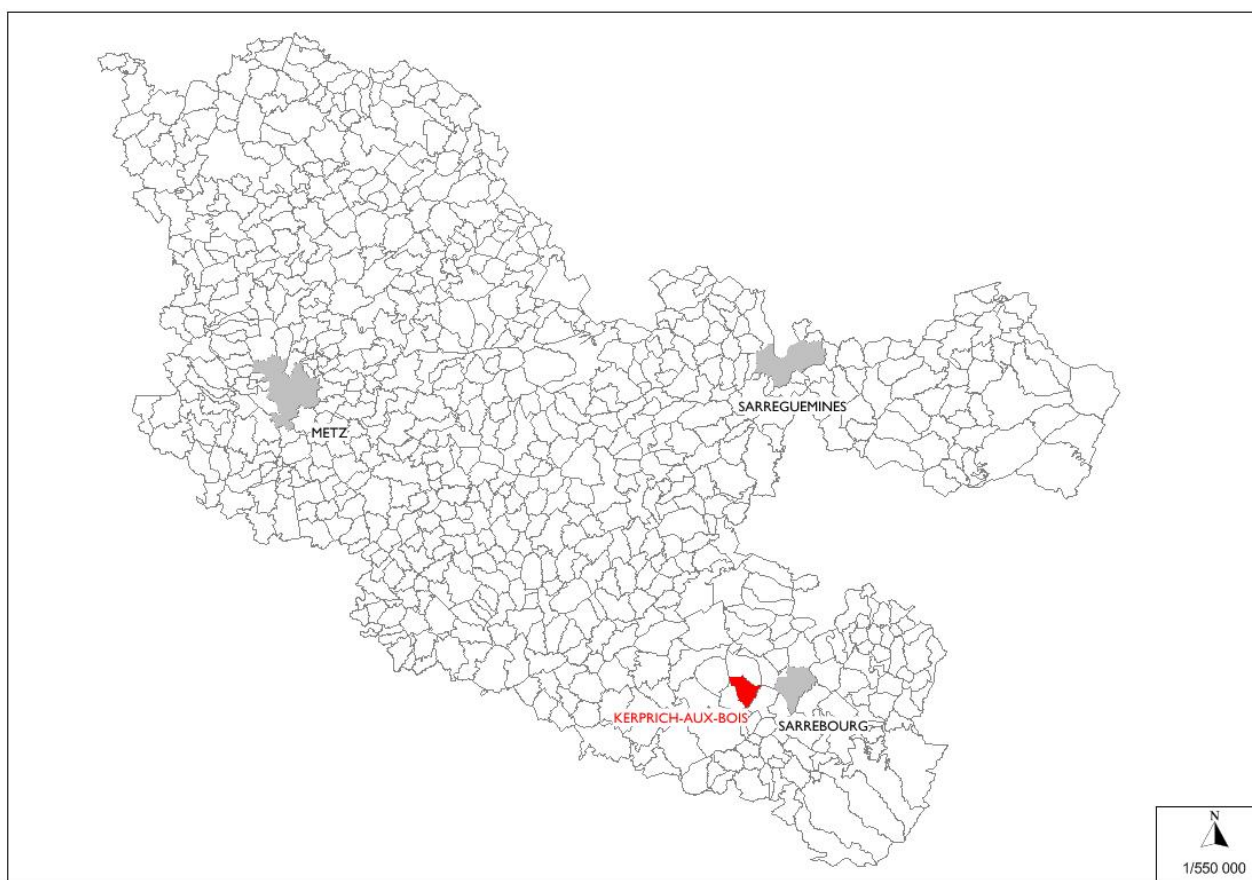 SARREGUEMINES
METZ
KERPRICH-AUX-BOIS
SARREBOURG
N
1/550 000